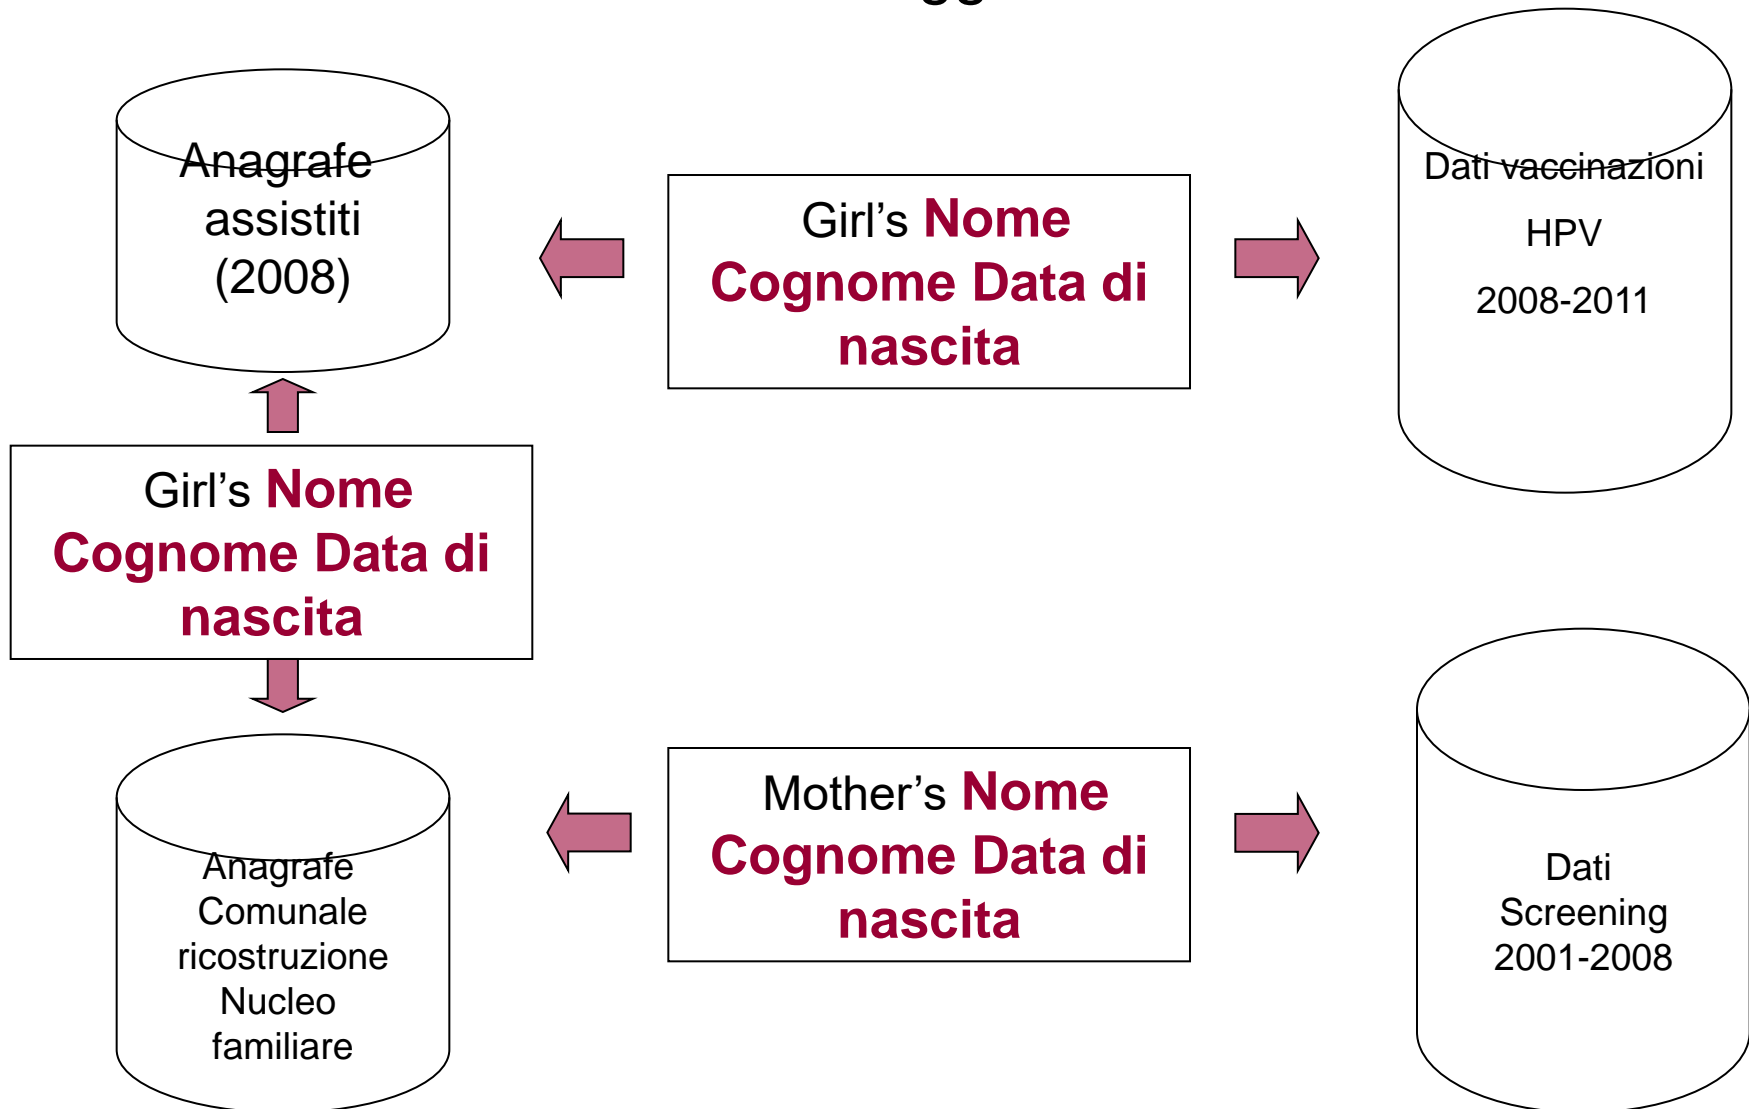 Anagrafe
assistiti
(2008)
Girl's Nome
Cognome Data di
nascita
Dati vaccinazioni
HPV
2008-2011
Girl's Nome
Cognome Data di
nascita
Anagrafe
Comunale
ricostruzione
Nucleo
familiare
Mother's Nome
Cognome Data di
nascita
Dati
Screening
2001-2008